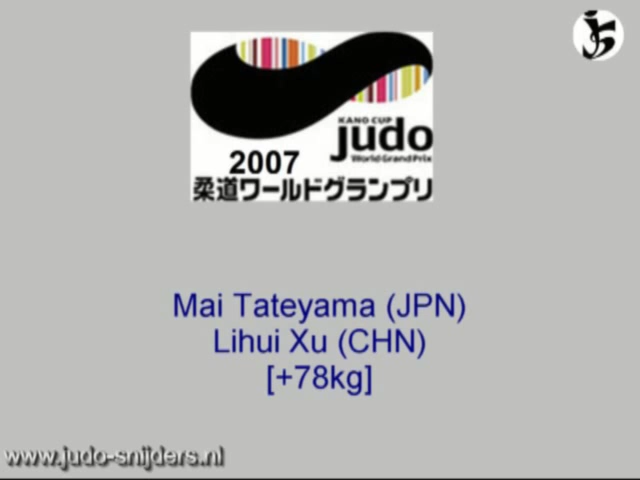 KANO CUP
judo
World Grand Prix
2007
柔道ワールドグランプリ
Mai Tateyama (JPN)
Lihui Xu (CHN)
[+78kg]
www.judo-snijders.nl